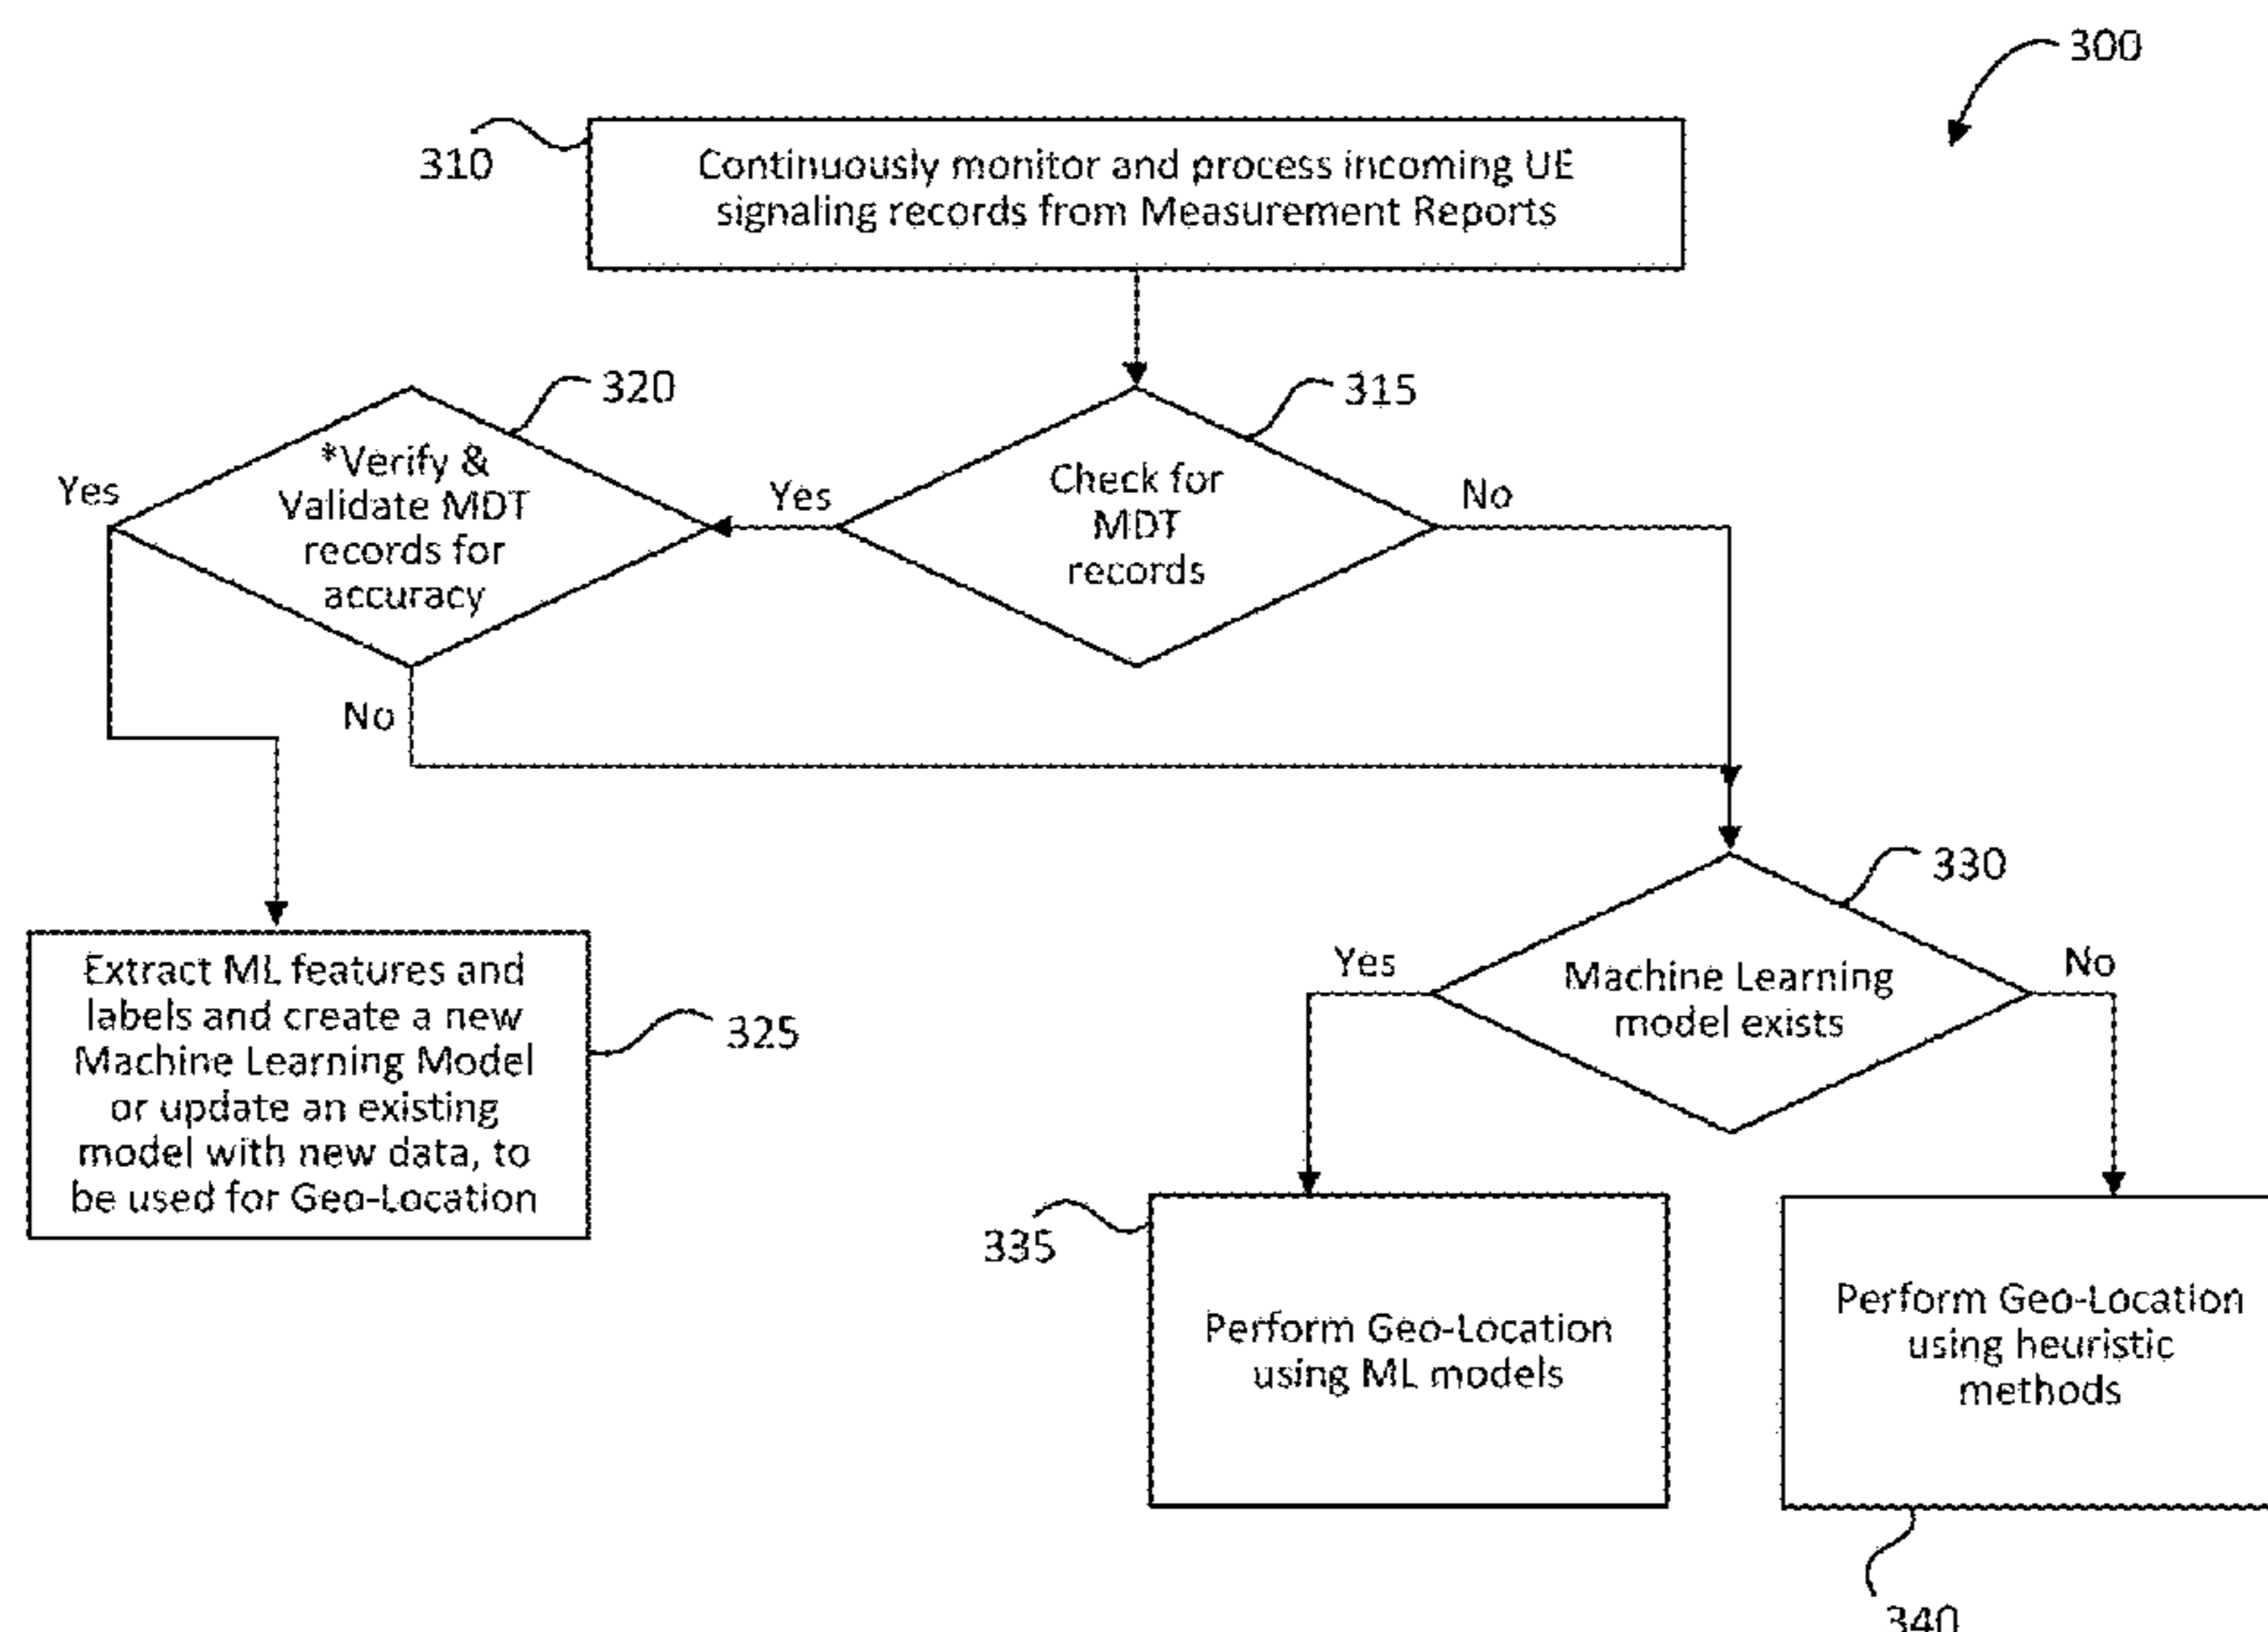 300
310
Continuously monitor and process incoming UE
signaling records from Measurement Reports
320
315
*Verify &
Validate MDT
records for
accuracy
Yes
Yes
Check for
MDT
records
No
No
330
Extract ML features and
labels and create a new
Machine Learning Model
or update an existing
model with new data, to
be used for Geo-Location
325
Yes
Machine Learning
model exists
No
335
Perform Geo-Location
using ML models
Perform Geo-Location
using heuristic
methods
340